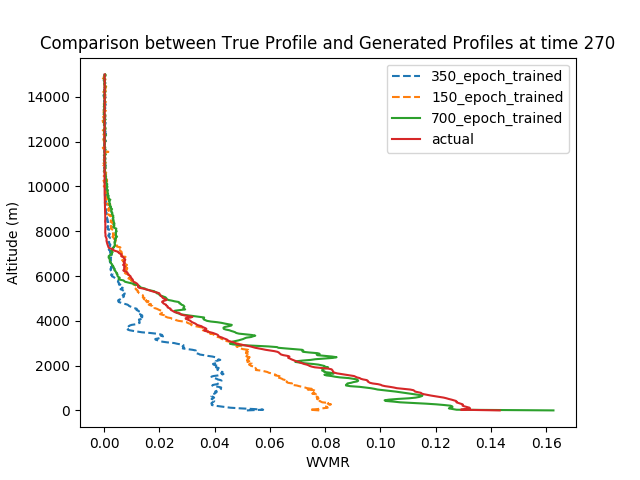 Comparison between True Profile and Generated Profiles at time 270
350_epoch_trained
150_epoch_trained
700_epoch_trained
actual
Altitude (m)
14000
12000
10000
8000
6000
4000
2000
0
0.00 0.02 0.04 0.06 0.08 0.10 0.12 0.14 0.16
WVMR